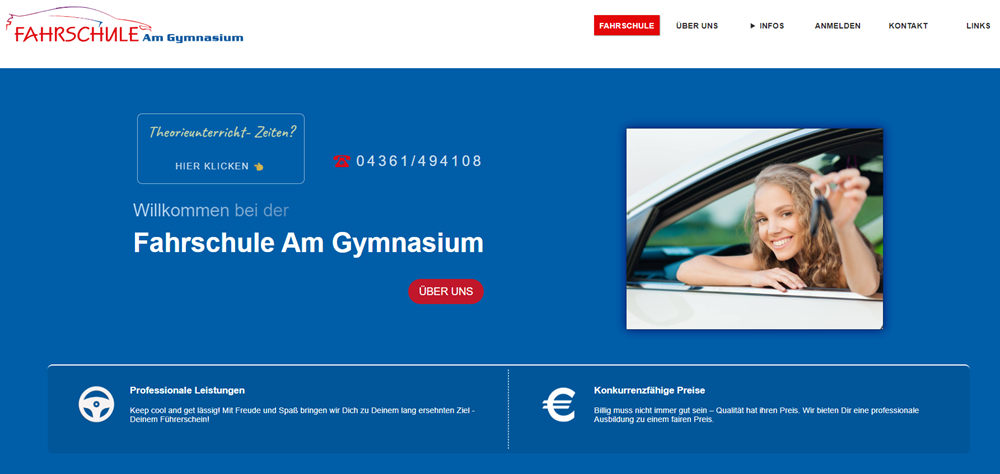 FAHRSCHULE Am Gymnasium
FAHRSCHULE
ÜBER UNS
► INFOS
ANMELDEN
KONTAKT
LINKS
Theorieunterricht- Zeiten?
HIER KLICKEN
04361/494108
Willkommen bei der
Fahrschule Am Gymnasium
ÜBER UNS
Professionale Leistungen
Keep cool and get lässig! Mit Freude und Spaß bringen wir Dich zu Deinem lang ersehnten Ziel -
Deinem Führerschein!
Konkurrenzfähige Preise
Billig muss nicht immer gut sein – Qualität hat ihren Preis. Wir bieten Dir eine professionale
Ausbildung zu einem fairen Preis.